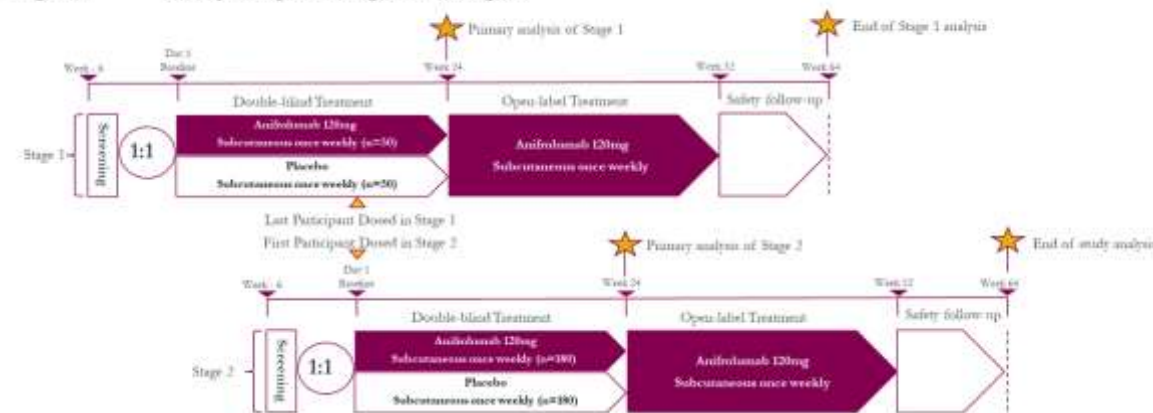 Primary analysis of Stage 1
End of Stage 1 analysis
Week - 6
Day 1
Baseline
Week 24
Week 52
Week 64
Double-blind Treatment
Open-label Treatment
Safety follow-up
Stage 1
Screening
1:1
Anifrolumab 120mg
Subcutaneous once weekly (n=50)
Placebo
Subcutaneous once weekly (n=50)
Anifrolumab 120mg
Subcutaneous once weekly
Last Participant Dosed in Stage 1
First Participant Dosed in Stage 2
Primary analysis of Stage 2
End of study analysis
Week - 6
Day 1
Baseline
Week 24
Week 52
Week 64
Double-blind Treatment
Open-label Treatment
Safety follow up
Stage 2
Screening
1:1
Anifrolumab 120mg
Subcutaneous once weekly (n=180)
Placebo
Subcutaneous once weekly (n=180)
Anifrolumab 120mg
Subcutaneous once weekly